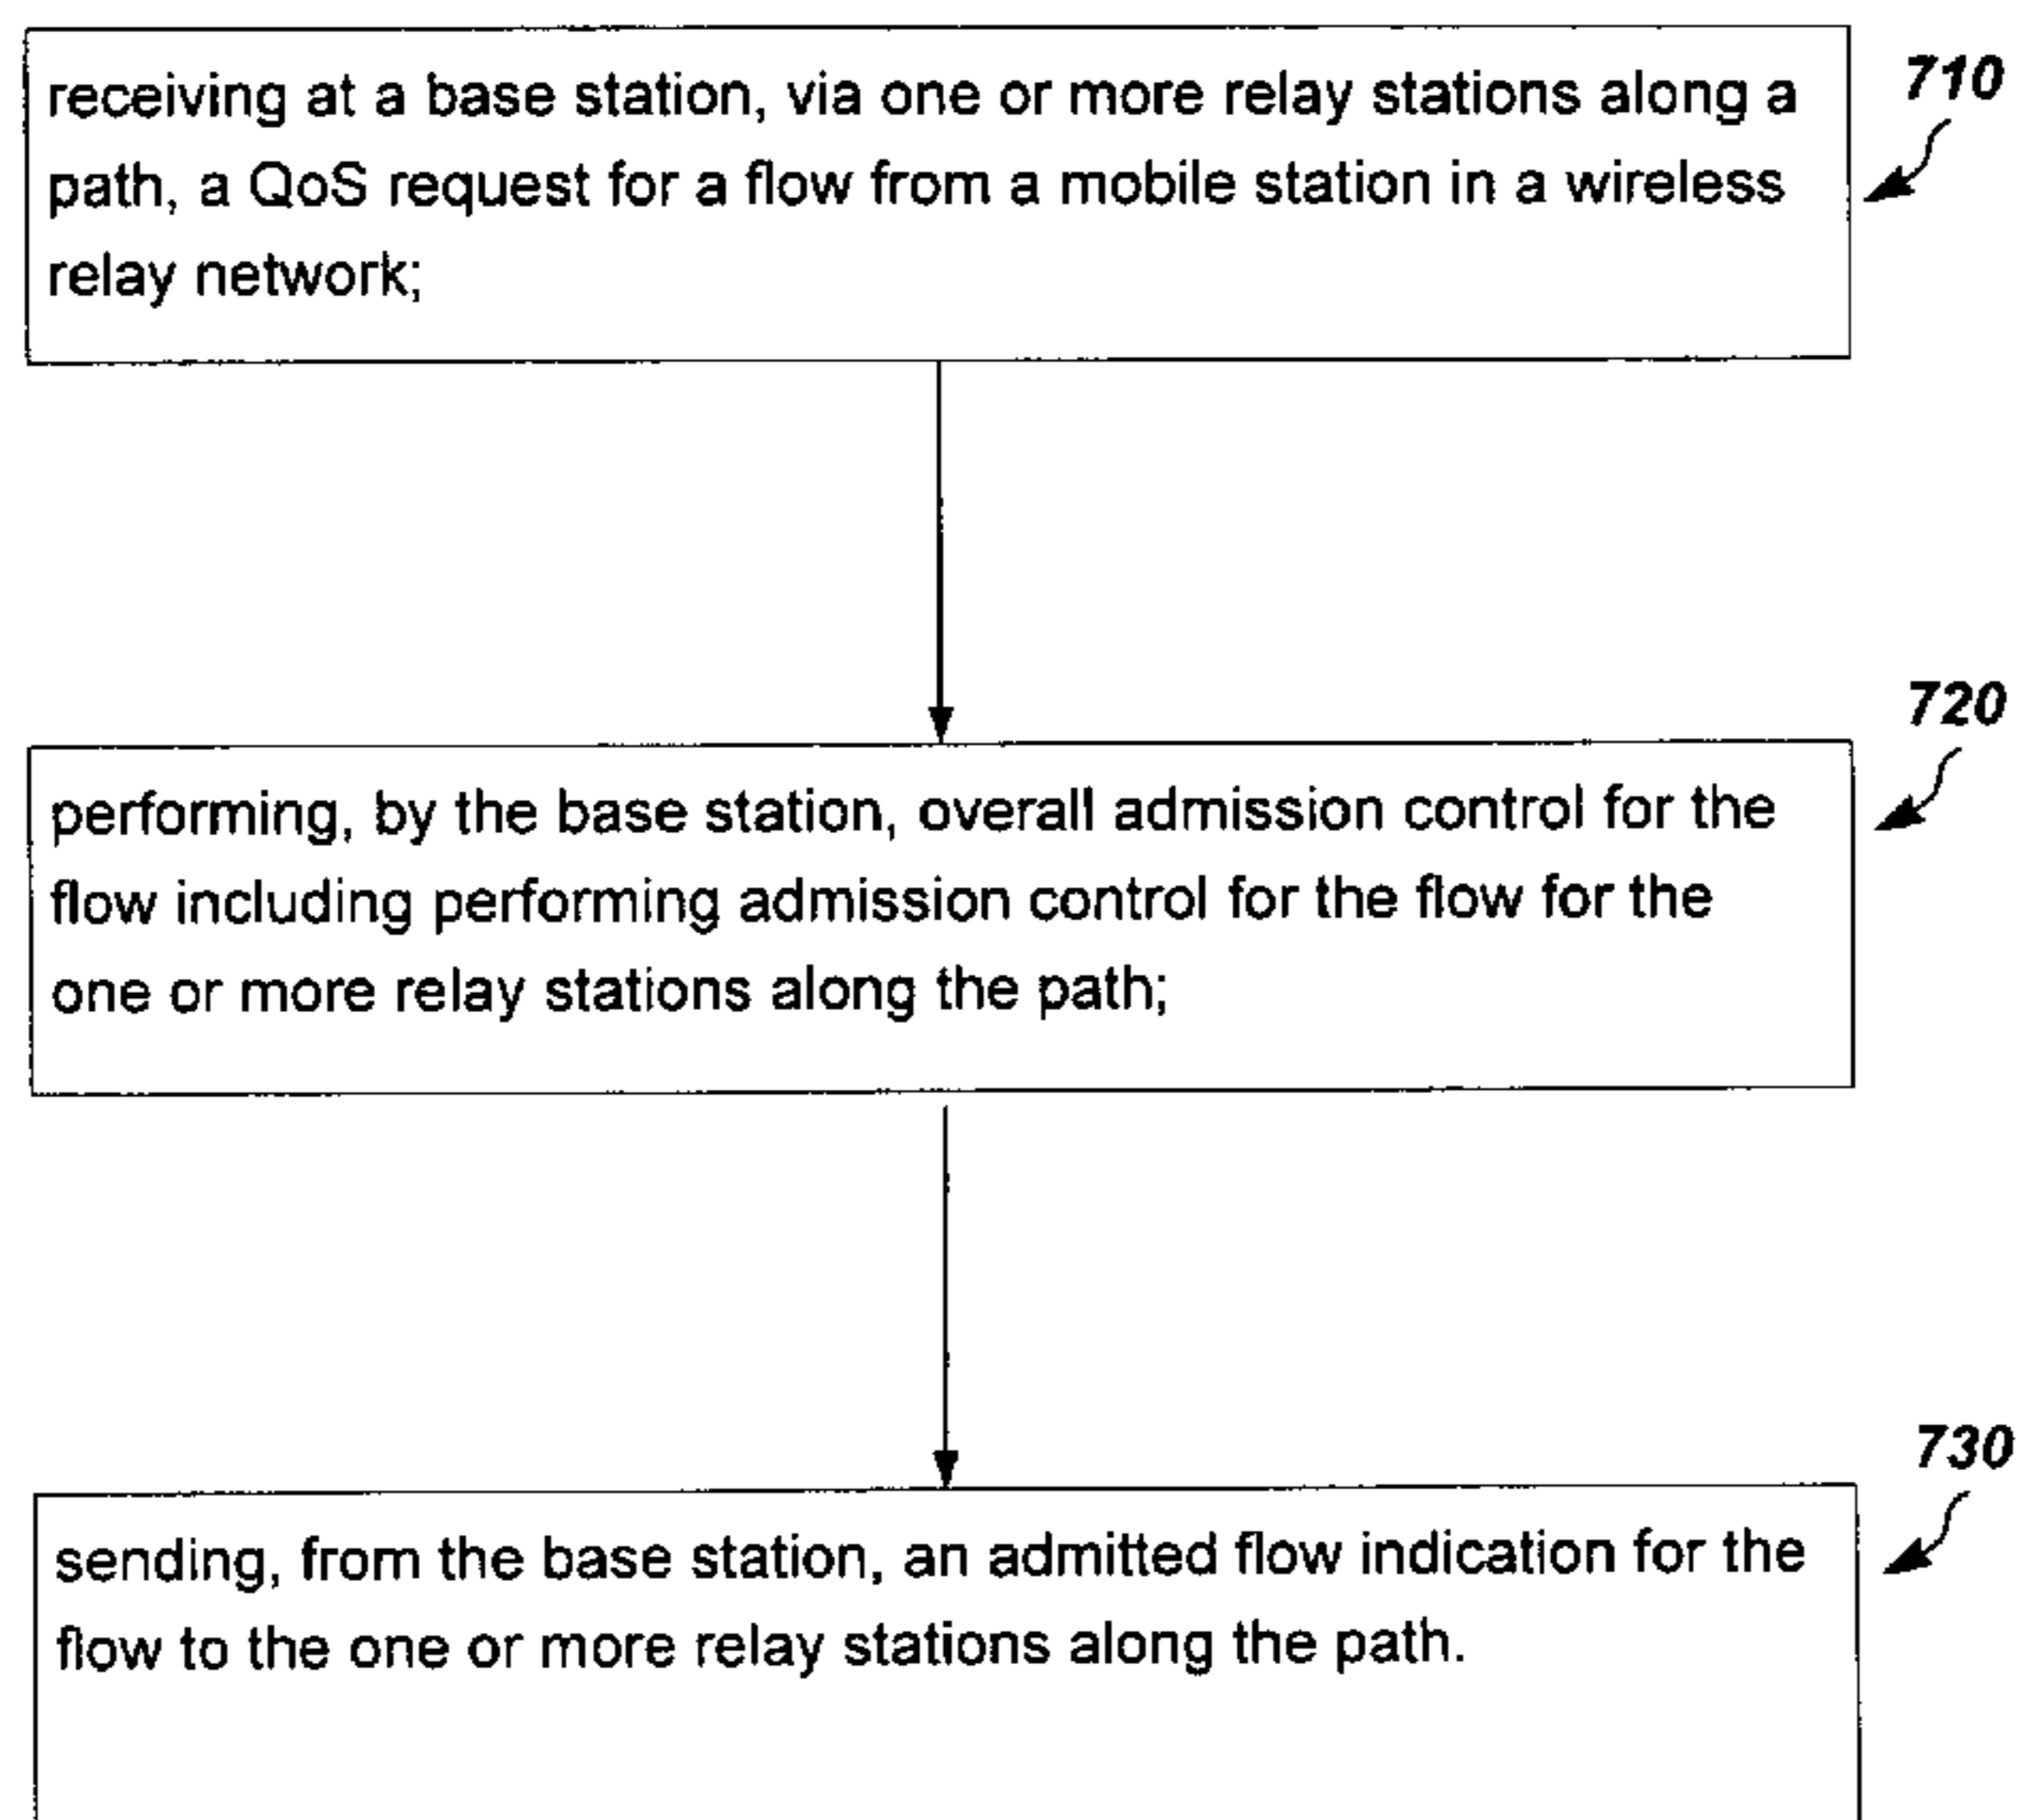 receiving at a base station, via one or more relay stations along a
710
path, a QoS request for a flow from a mobile station in a wireless
relay network;
720
performing, by the base station, overall admission control for the
flow including performing admission control for the flow for the
one or more relay stations along the path;
730
sending, from the base station, an admitted flow indication for the
flow to the one or more relay stations along the path.